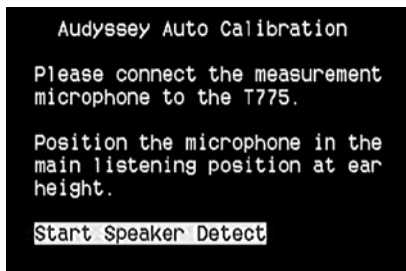 Audyssey Auto Calibration
Please connect the measurement
microphone to the T775.
Position the microphone in the
main listening position at ear
height.
Start Speaker Detect